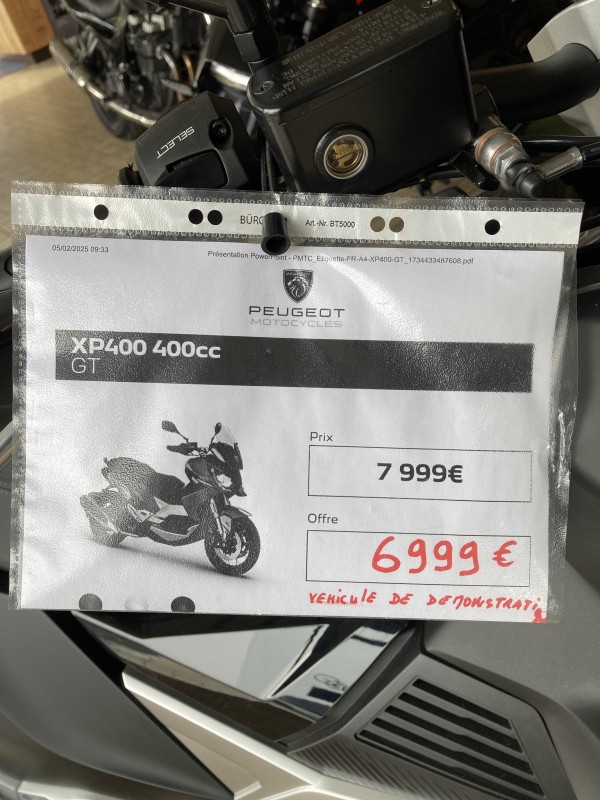 SELECT
BÜRO
Art.-Nr. BT5000
05/02/2025 09:33
Présentation PowerPoint - PMTC_Etiquette-FR-A4-XP400-GT_1734433487608.pdf
PEUGEOT
MOTOCYCLES
XP400 400cc
GT
Prix
7 999€
Offre
6999 €
VEHICULE DE DEMONSTRATI